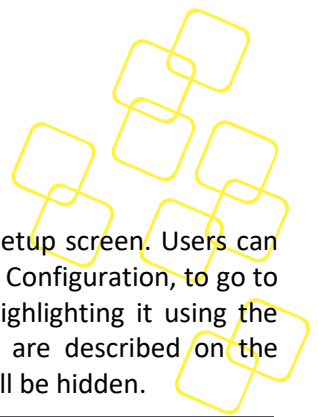 etup screen. Users can
Configuration, to go to
ighlighting it using the
are described on the
ll be hidden.